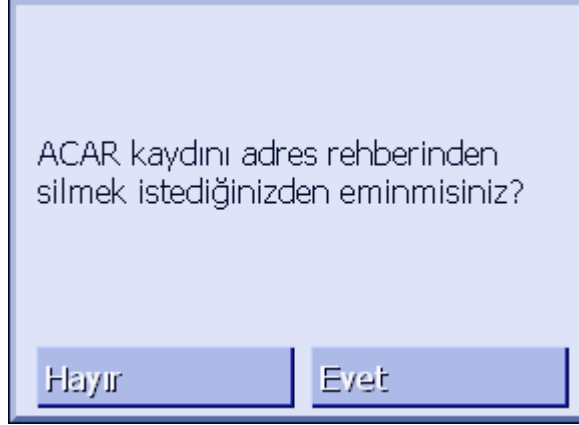 ACAR kaydını adres rehberinden
silmek istediğinizden eminmisiniz?
Hayır
Evet